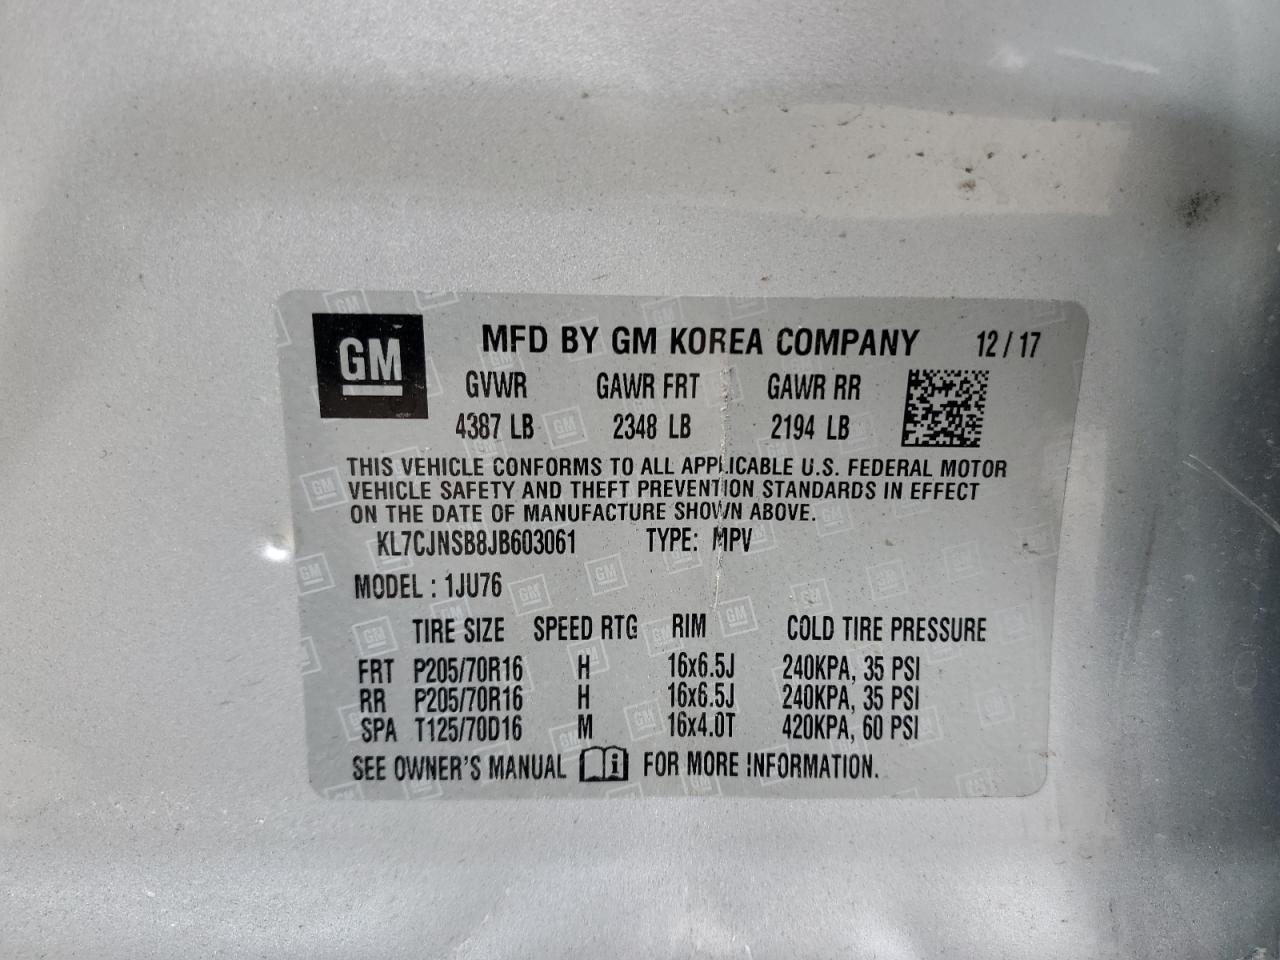 GM
MFD BY GM KOREA COMPANY 12/17
GVWR GAWR FRT GAWR RR
4387 LB 2348 LB 2194 LB
THIS VEHICLE CONFORMS TO ALL APPLICABLE U.S. FEDERAL MOTOR
VEHICLE SAFETY AND THEFT PREVENTION STANDARDS IN EFFECT
ON THE DATE OF MANUFACTURE SHOWN ABOVE.
KL7CJNSB8JB603061 TYPE: MPV
MODEL : 1JU76
TIRE SIZE SPEED RTG RIM COLD TIRE PRESSURE
FRT P205/70R16 H 16x6.5J 240KPA, 35 PSI
RR P205/70R16 H 16x6.5J 240KPA, 35 PSI
SPA T125/70D16 M 16x4.0T 420KPA, 60 PSI
SEE OWNER'S MANUAL i FOR MORE INFORMATION.